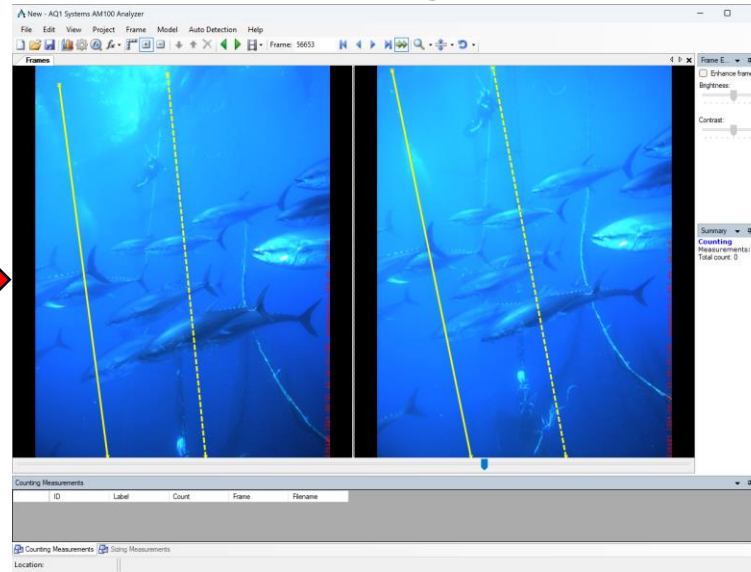 New - AQ1 Systems AM100 Analyzer
File Edit View Project Frame Model Auto Detection Help
Frame: 56653
Frames
Frame E...
Enhance frame
Brightness:
Contrast:
Summary
Counting
Measurements:
Total count: 0
Counting Measurements
ID Label Count Frame Filename
Counting Measurements Sizing Measurements
Location: